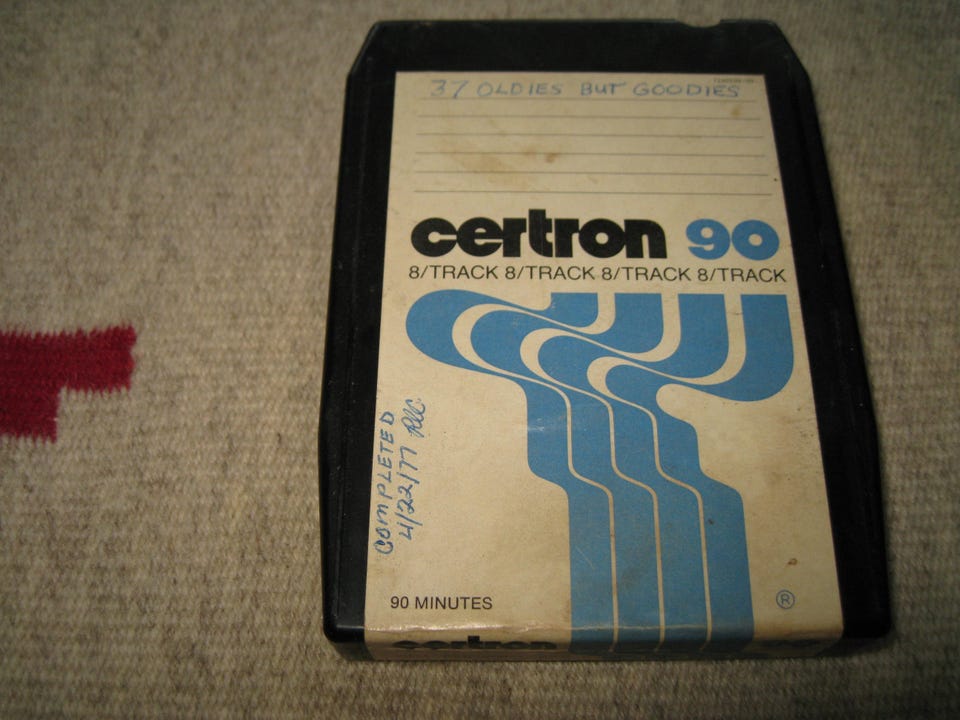 37 OLDIES BUT GOODIES
certron 90
8/TRACK 8/TRACK 8/TRACK 8/TRACK
COMPLETED
4/22/77
90 MINUTES
®
certron